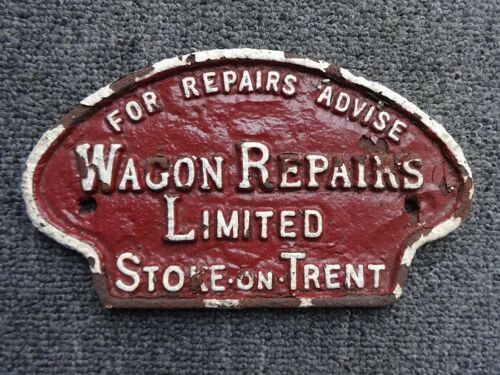 FOR REPAIRS ADVISE
WAGON REPAIRS
LIMITED
STOKE·ON·TRENT